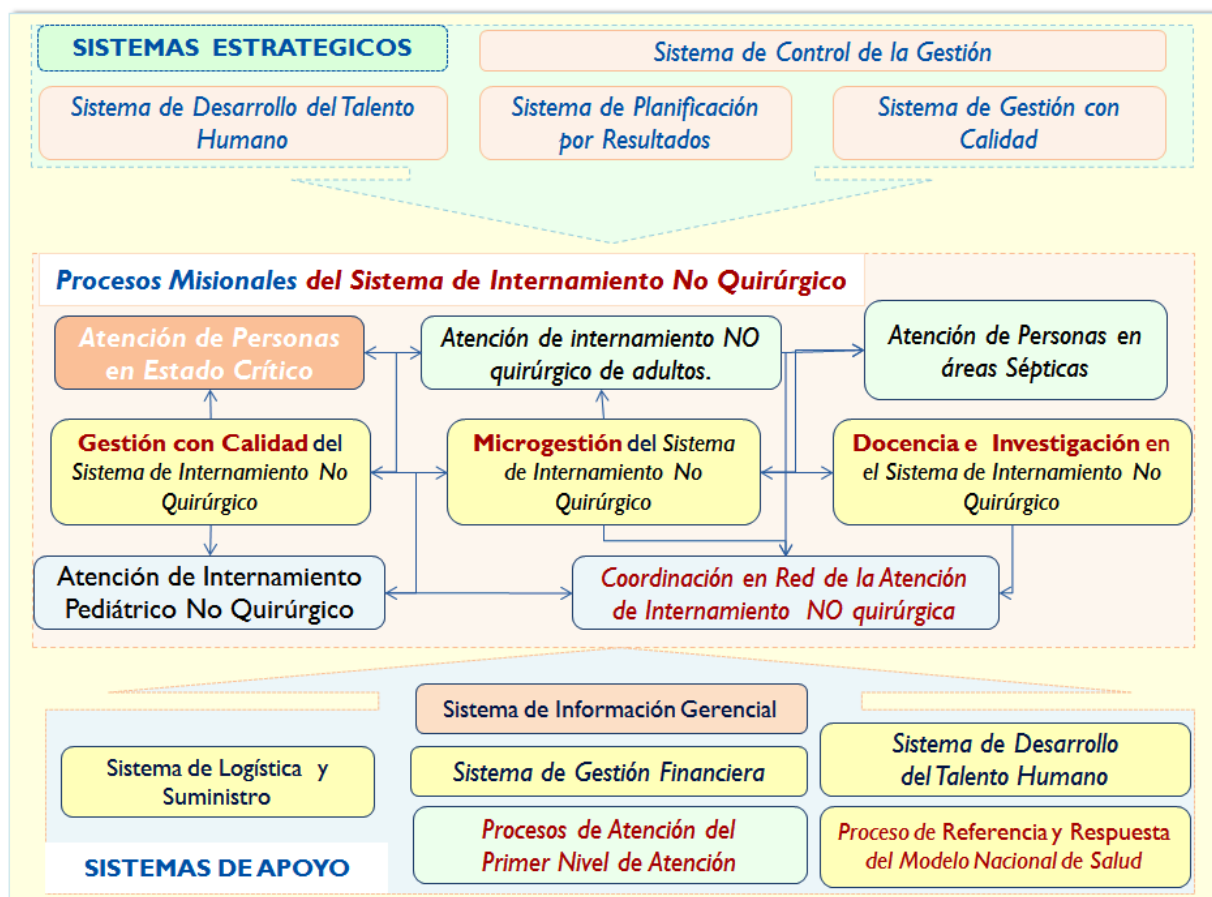 SISTEMAS ESTRATEGICOS
Sistema de Control de la Gestión
Sistema de Desarrollo del Talento
Humano
Sistema de Planificación
por Resultados
Sistema de Gestión con
Calidad
Procesos Misionales del Sistema de Internamiento No Quirúrgico
Atención de Personas
en Estado Crítico
Atención de internamiento NO
quirúrgico de adultos.
Atención de Personas en
áreas Sépticas
Gestión con Calidad del
Sistema de Internamiento No
Quirúrgico
Microgestión del Sistema
de Internamiento No
Quirúrgico
Docencia e Investigación en
el Sistema de Internamiento No
Quirúrgico
Atención de Internamiento
Pediátrico No Quirúrgico
Coordinación en Red de la Atención
de Internamiento NO quirúrgica
Sistema de Información Gerencial
Sistema de Logística y
Suministro
Sistema de Gestión Financiera
Sistema de Desarrollo
del Talento Humano
Procesos de Atención del
Primer Nivel de Atención
Proceso de Referencia y Respuesta
del Modelo Nacional de Salud
SISTEMAS DE APOYO